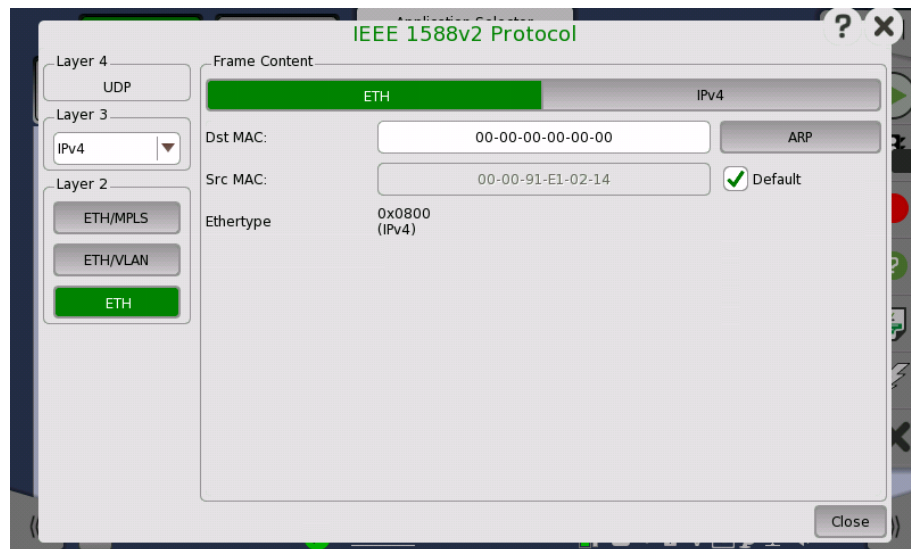 IEEE 1588v2 Protocol
?
Layer 4
UDP
Layer 3
IPv4
Layer 2
ETH/MPLS
ETH/VLAN
ETH
Frame Content
ETH IPv4
Dst MAC: 00-00-00-00-00-00 ARP
Src MAC: 00-00-91-E1-02-14 Default
Ethertype 0x0800
(IPv4)
Close